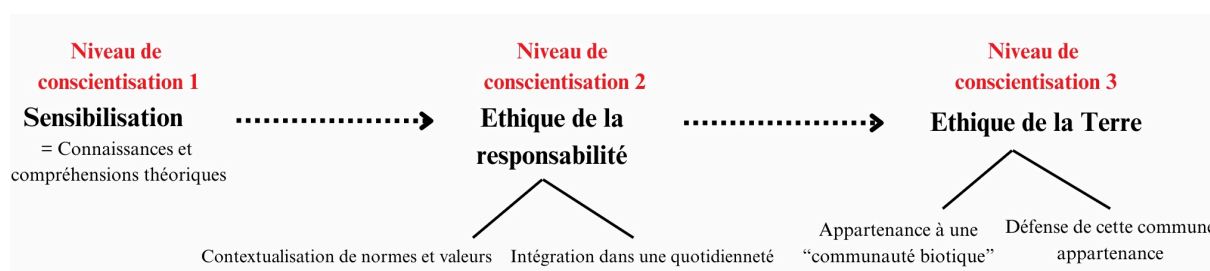 Niveau de
conscientisation 1
Sensibilisation
= Connaissances et
compréhensions théoriques
Niveau de
conscientisation 2
Ethique de la
responsabilité
Contextualisation de normes et valeurs
Intégration dans une quotidienneté
Niveau de
conscientisation 3
Ethique de la Terre
Appartenance à une
“communauté biotique”
Défense de cette commune
appartenance